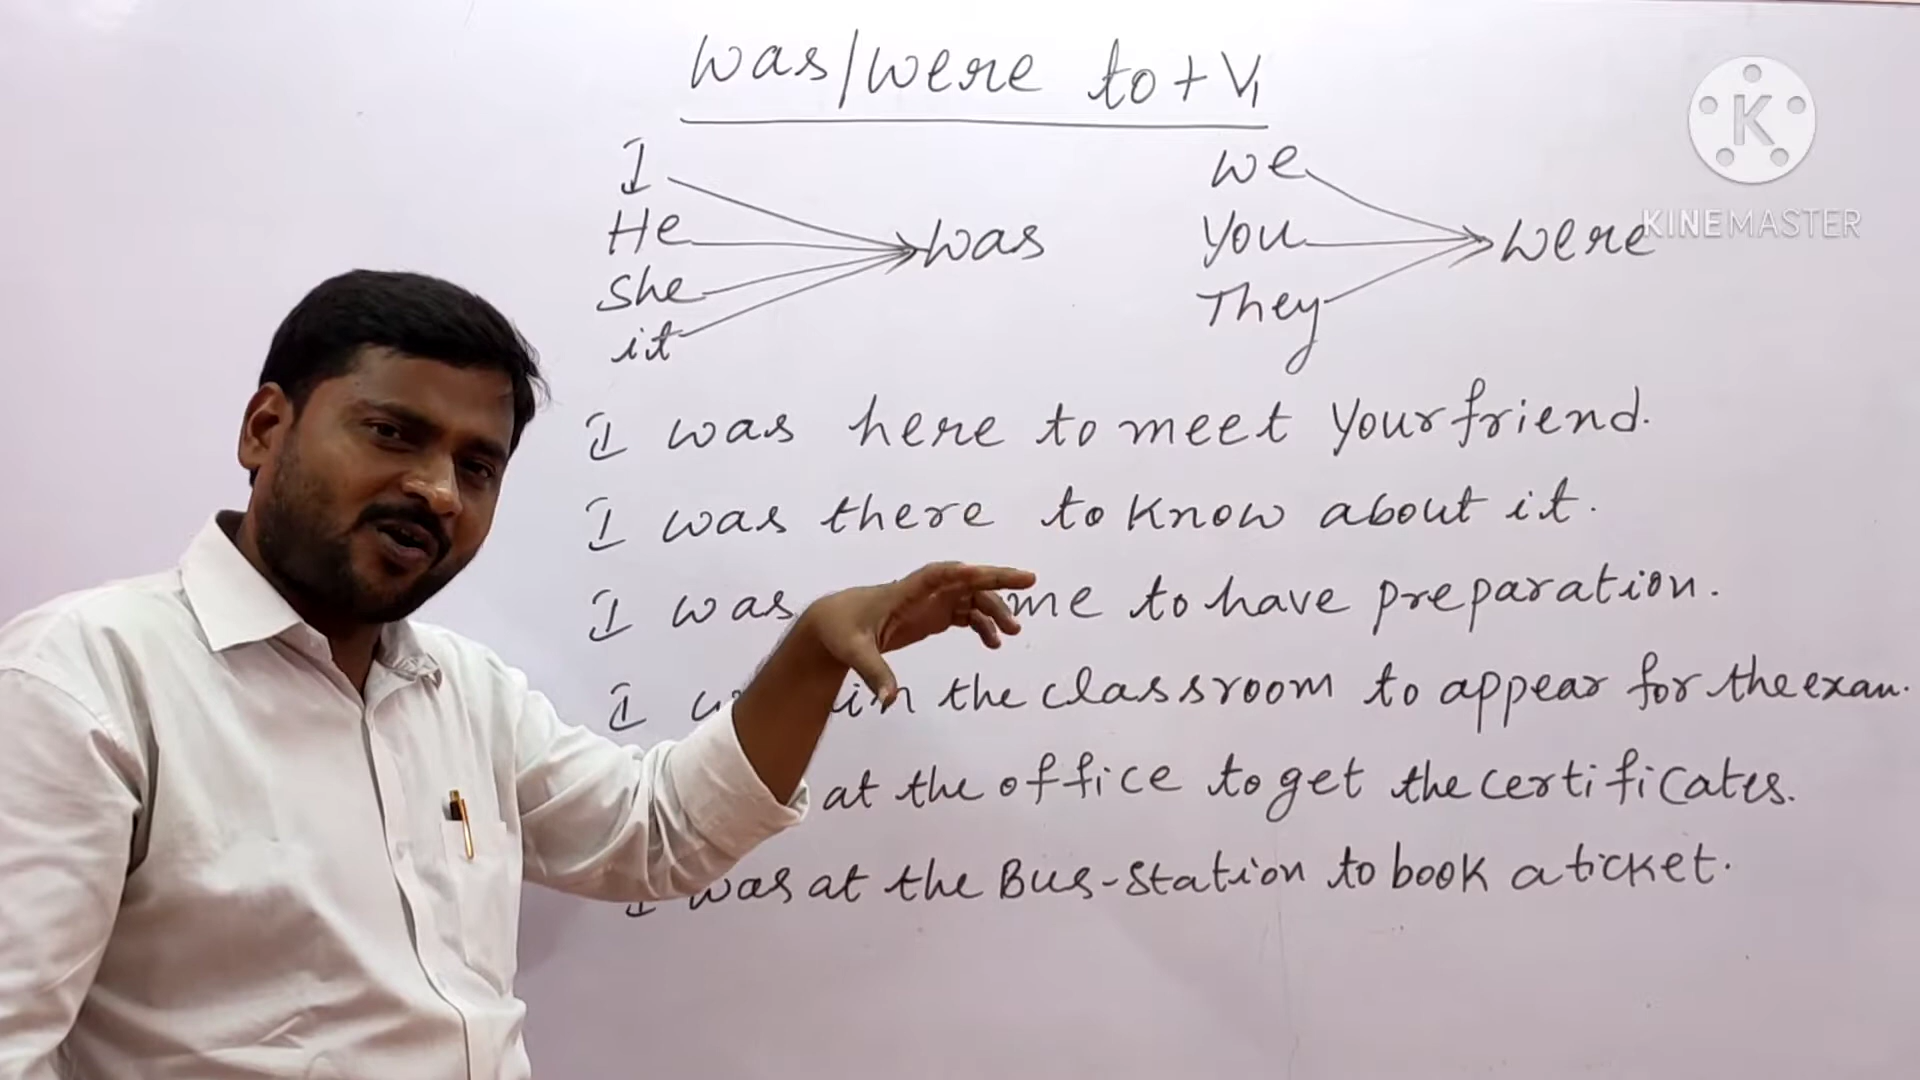 was/were to + V1
I
He
She
it
was
we
You
They
were
KINEMASTER
I was here to meet your friend.
I was there to know about it.
I was to have preparation.
I in the classroom to appear for the exam.
at the office to get the certificates.
I was at the Bus-Station to book a ticket.